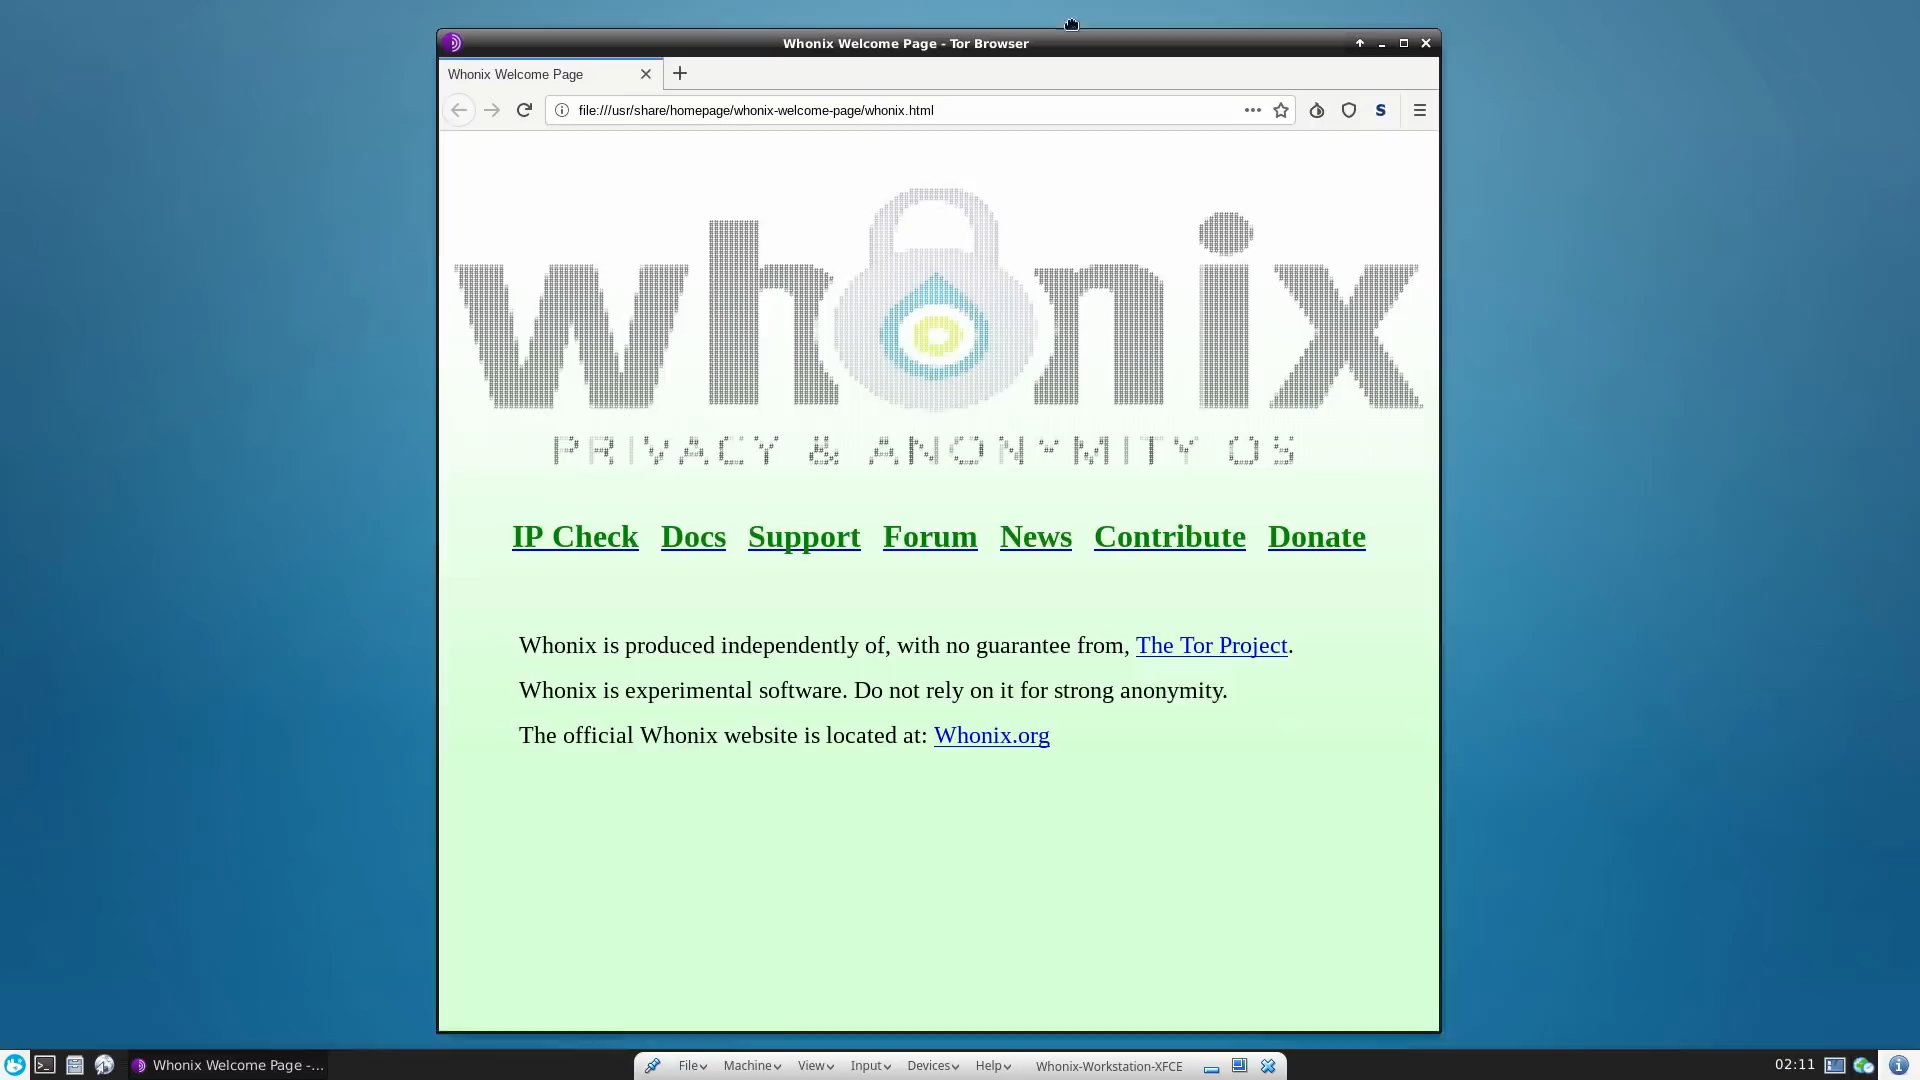 Whonix Welcome Page - Tor Browser
Whonix Welcome Page
file:///usr/share/homepage/whonix-welcome-page/whonix.html
S
whonix
PRIVACY & ANONYMITY OS
IP Check Docs Support Forum News Contribute Donate
Whonix is produced independently of, with no guarantee from, The Tor Project.
Whonix is experimental software. Do not rely on it for strong anonymity.
The official Whonix website is located at: Whonix.org
Whonix Welcome Page -...
File Machine View Input Devices Help Whonix-Workstation-XFCE
02:11